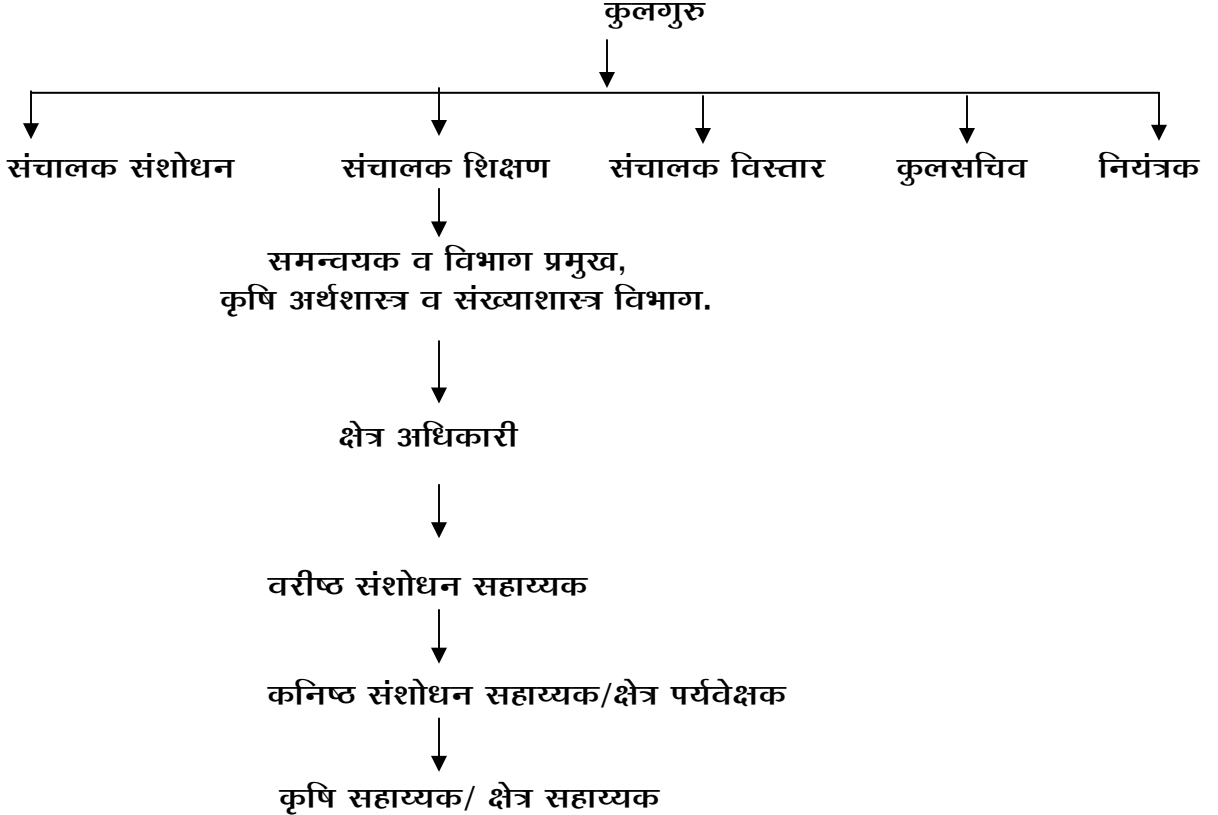 कुलगुरु
संचालक संशोधन संचालक शिक्षण संचालक विस्तार कुलसचिव नियंत्रक
समन्वयक व विभाग प्रमुख,
कृषि अर्थशास्त्र व संख्याशास्त्र विभाग.
क्षेत्र अधिकारी
वरीष्ठ संशोधन सहाय्यक
कनिष्ठ संशोधन सहाय्यक/क्षेत्र पर्यवेक्षक
कृषि सहाय्यक/ क्षेत्र सहाय्यक